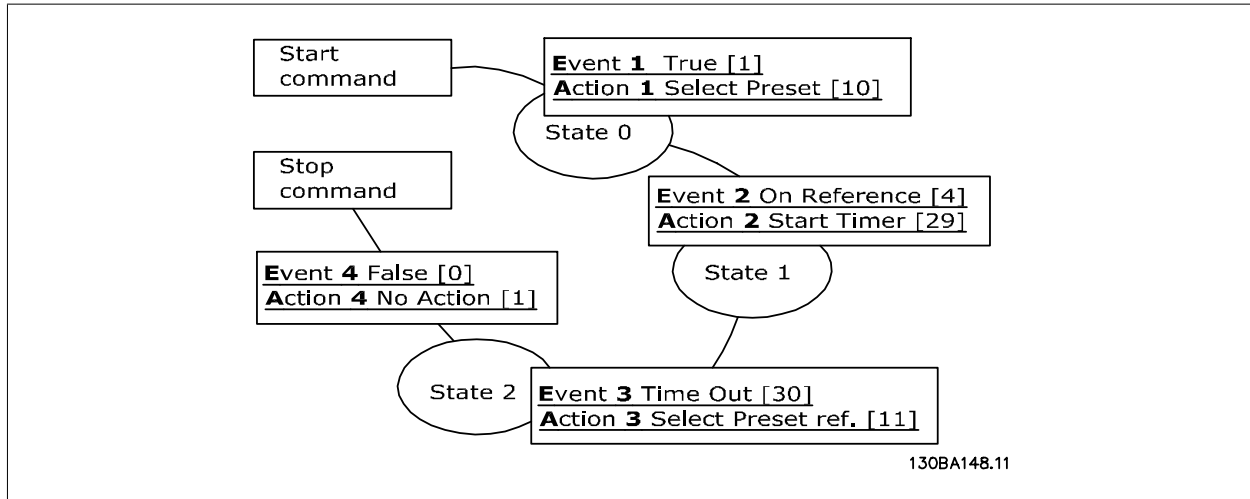 Start
command
Event 1 True [1]
Action 1 Select Preset [10]
State 0
Stop
command
Event 2 On Reference [4]
Action 2 Start Timer [29]
State 1
Event 4 False [0]
Action 4 No Action [1]
State 2
Event 3 Time Out [30]
Action 3 Select Preset ref. [11]
130BA148.11